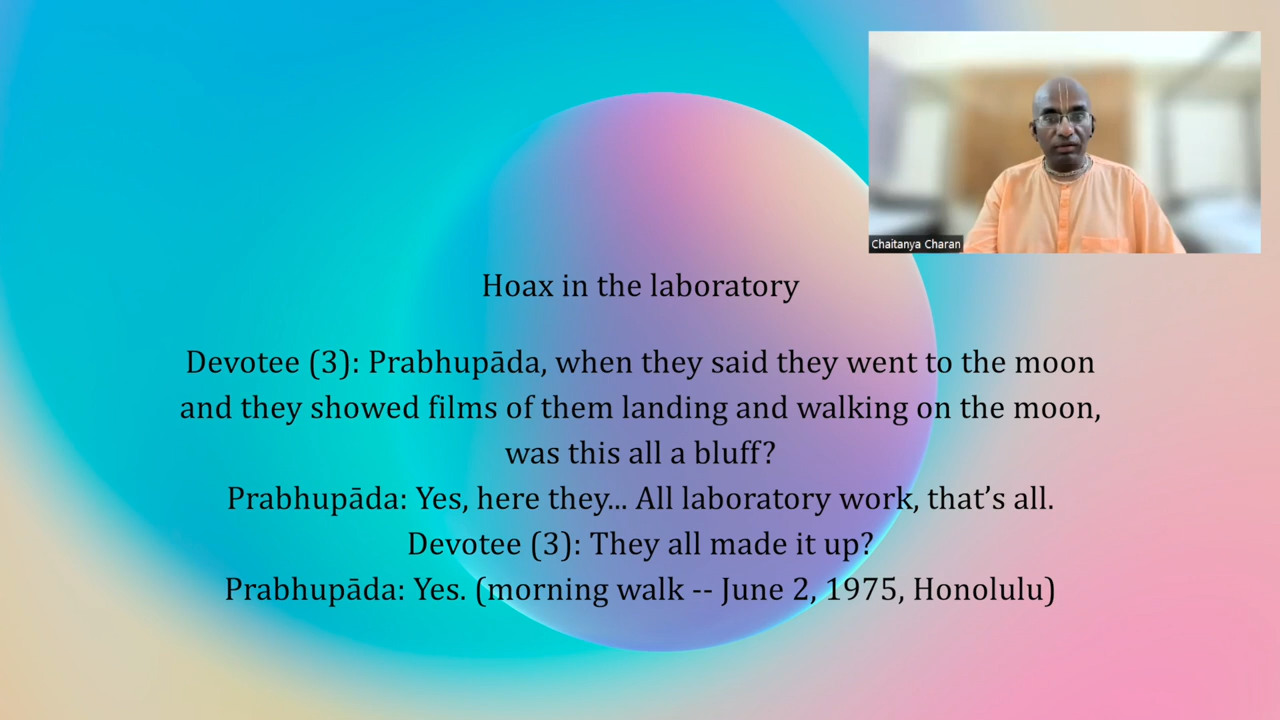 Chaitanya Charan
Hoax in the laboratory
Devotee (3): Prabhupāda, when they said they went to the moon
and they showed films of them landing and walking on the moon,
was this all a bluff?
Prabhupāda: Yes, here they... All laboratory work, that’s all.
Devotee (3): They all made it up?
Prabhupāda: Yes. (morning walk -- June 2, 1975, Honolulu)